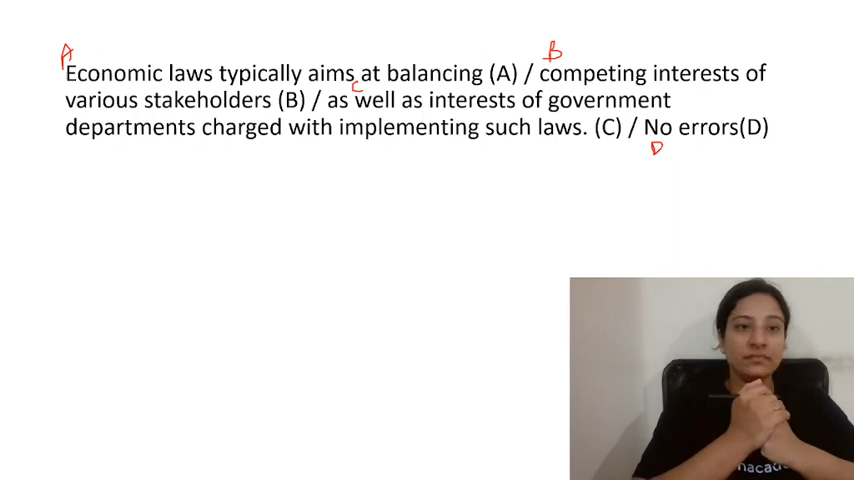 A B
Economic laws typically aims at balancing (A) / competing interests of
C
various stakeholders (B) / as well as interests of government
departments charged with implementing such laws. (C) / No errors(D)
D
nacade